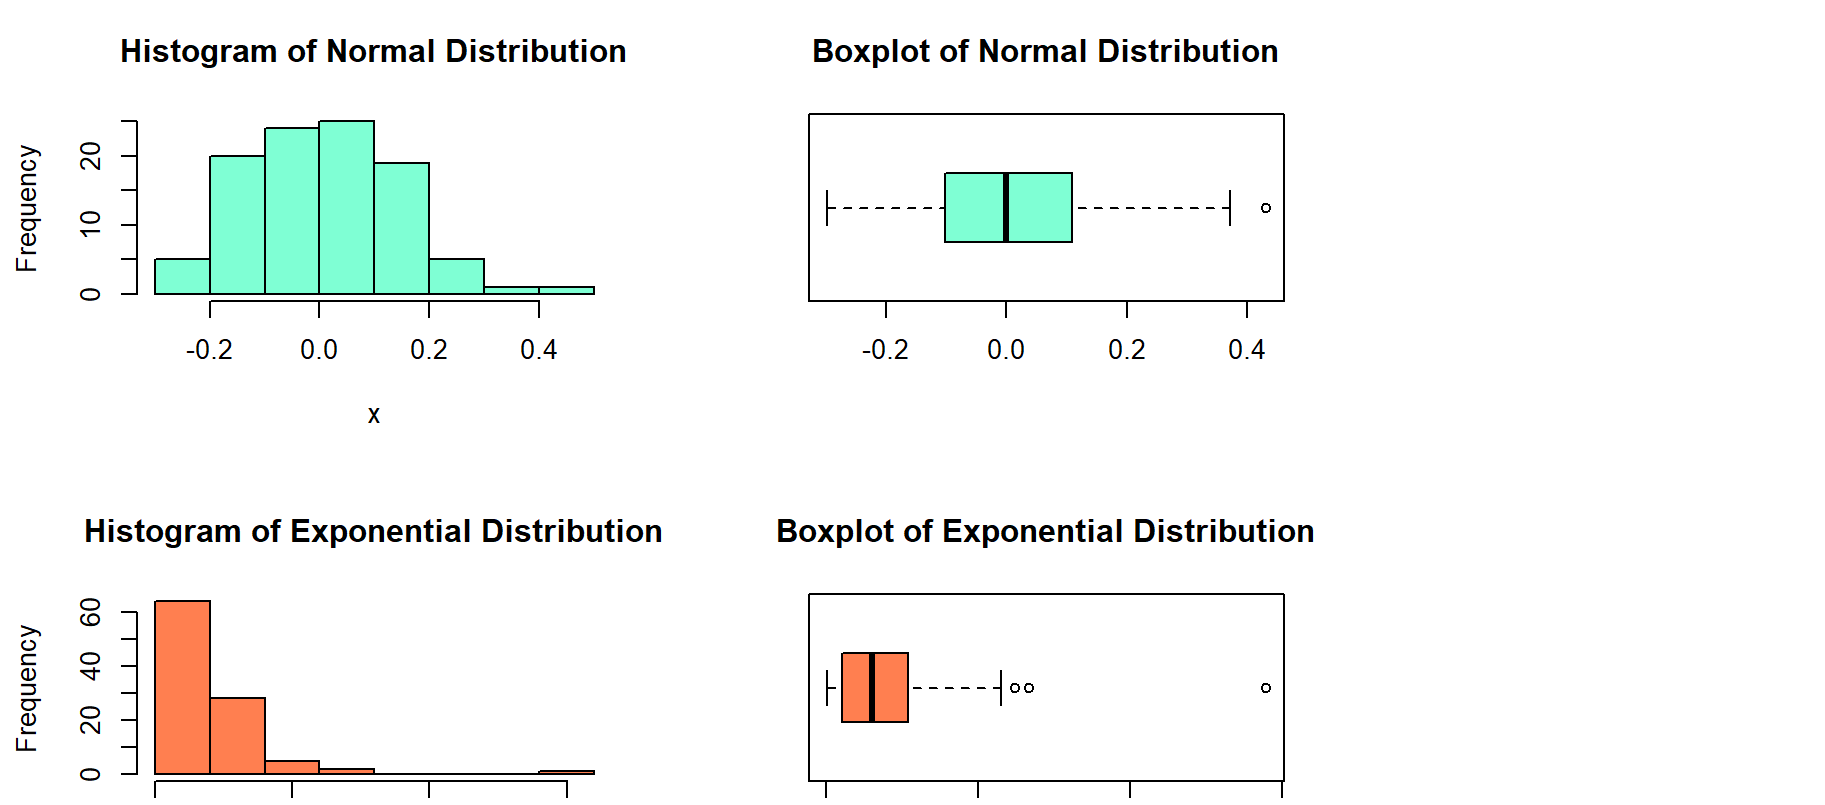 Histogram of Normal Distribution
Frequency
0 10 20
-0.2 0.0 0.2 0.4
x
Boxplot of Normal Distribution
-0.2 0.0 0.2 0.4
Histogram of Exponential Distribution
Frequency
0 20 40 60
Boxplot of Exponential Distribution